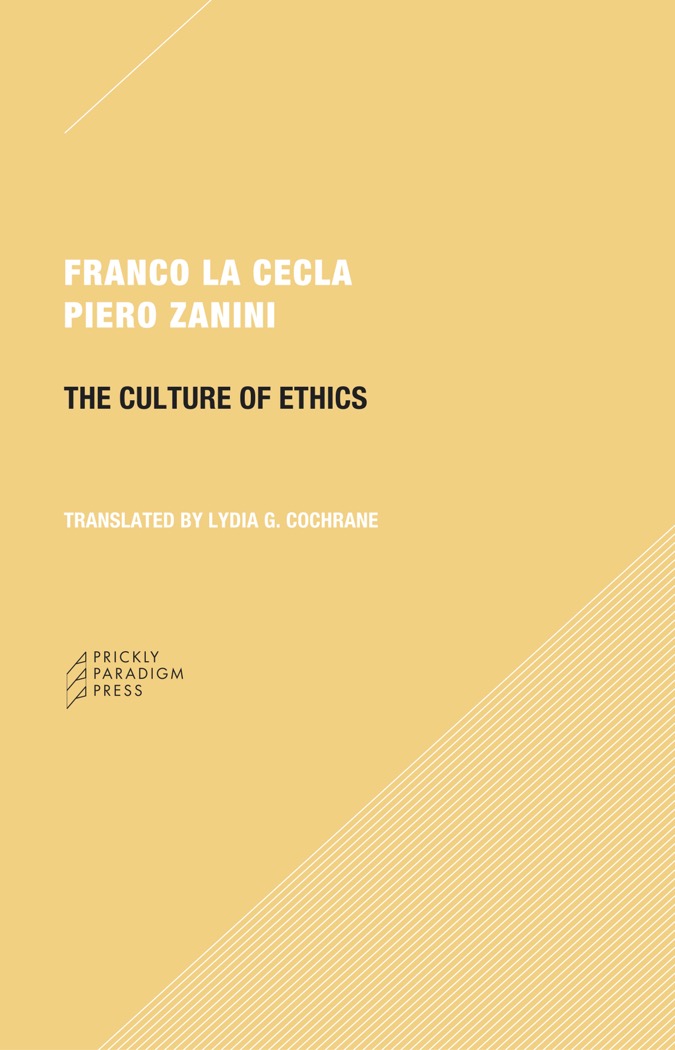 FRANCO LA CECLA
PIERO ZANINI
THE CULTURE OF ETHICS
TRANSLATED BY LYDIA G. COCHRANE
PRICKLY
PARADIGM
PRESS